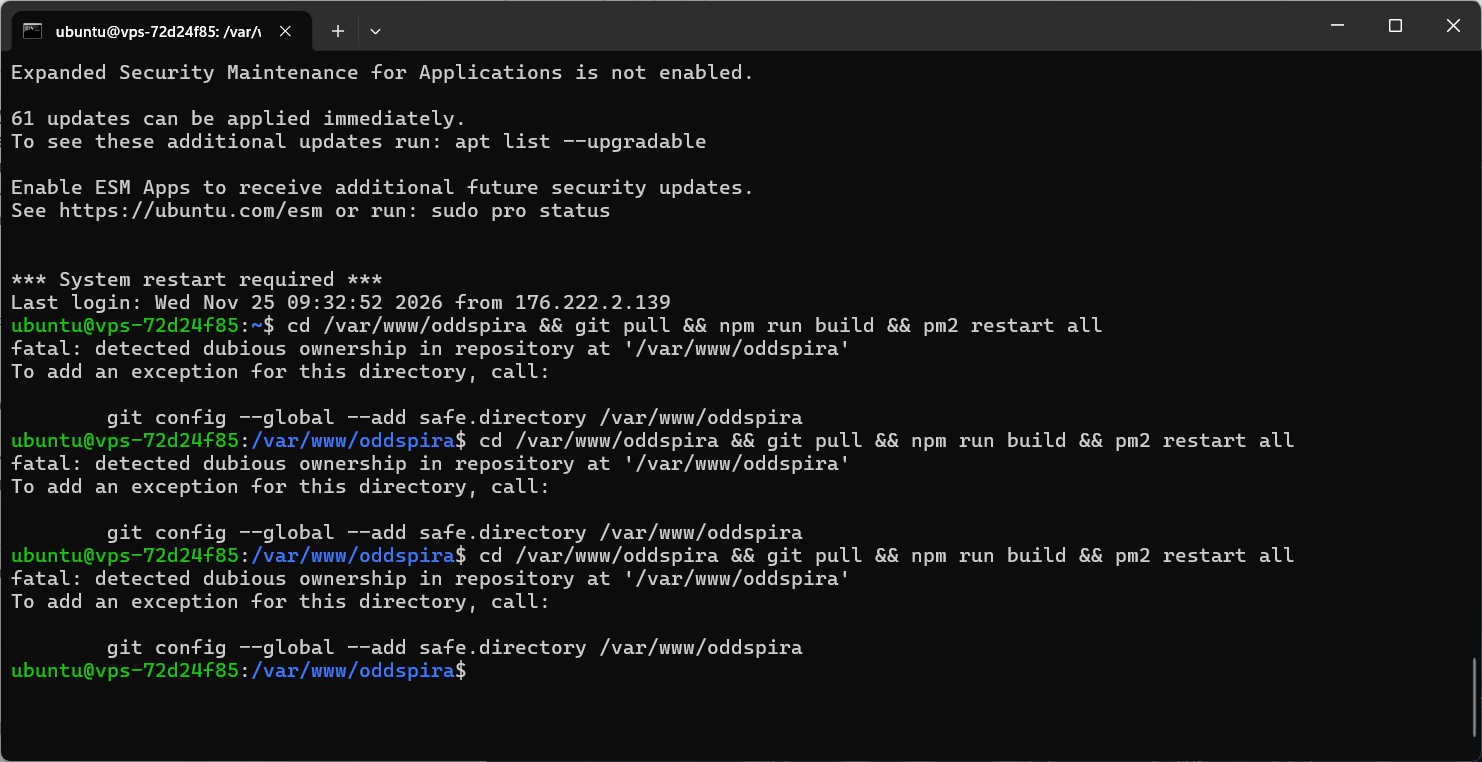 ubuntu@vps-72d24f85: /var/w
Expanded Security Maintenance for Applications is not enabled.
61 updates can be applied immediately.
To see these additional updates run: apt list --upgradable
Enable ESM Apps to receive additional future security updates.
See https://ubuntu.com/esm or run: sudo pro status
*** System restart required ***
Last login: Wed Nov 25 09:32:52 2026 from 176.222.2.139
ubuntu@vps-72d24f85:~$ cd /var/www/oddspira && git pull && npm run build && pm2 restart all
fatal: detected dubious ownership in repository at '/var/www/oddspira'
To add an exception for this directory, call:
git config --global --add safe.directory /var/www/oddspira
ubuntu@vps-72d24f85:/var/www/oddspira$ cd /var/www/oddspira && git pull && npm run build && pm2 restart all
fatal: detected dubious ownership in repository at '/var/www/oddspira'
To add an exception for this directory, call:
git config --global --add safe.directory /var/www/oddspira
ubuntu@vps-72d24f85:/var/www/oddspira$ cd /var/www/oddspira && git pull && npm run build && pm2 restart all
fatal: detected dubious ownership in repository at '/var/www/oddspira'
To add an exception for this directory, call:
git config --global --add safe.directory /var/www/oddspira
ubuntu@vps-72d24f85:/var/www/oddspira$